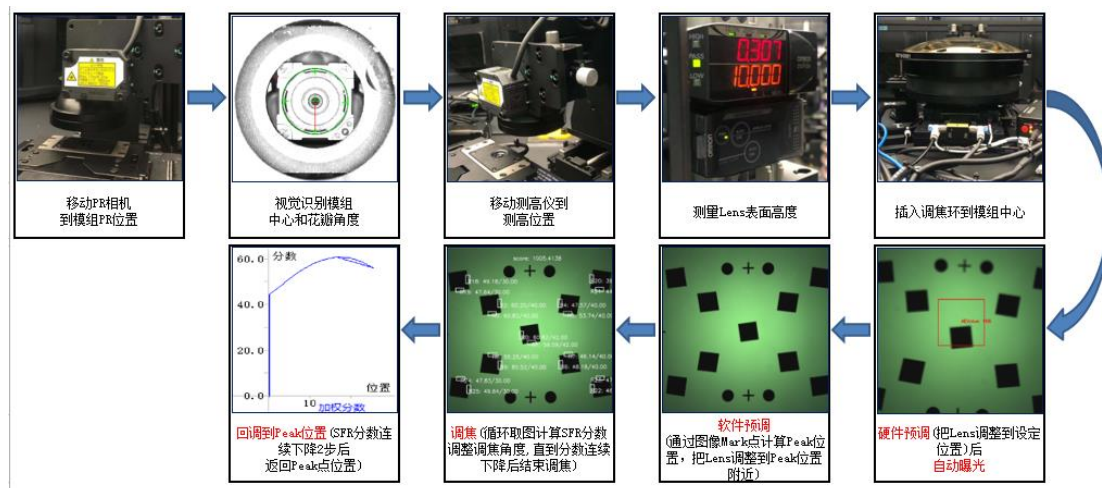 HIGH
PASS
LOW
0.307
10.000
移动PR相机
到模组PR位置
视觉识别模组
中心和花瓣角度
移动测高仪到
测高位置
测量Lens表面高度
插入调焦环到模组中心
分数
60.0
40.0
20.0
0.0
10
位置
加权分数
回调到Peak位置(SFR分数连
续下降2步后
返回Peak点位置)
调焦(循环取图计算SFR分数
调整调焦角度,直到分数连续
下降后结束调焦)
软件预调
(通过图像Mark点计算Peak位
置，把Lens调整到Peak位置
附近)
硬件预调(把Lens调整到设定
位置)后
自动曝光